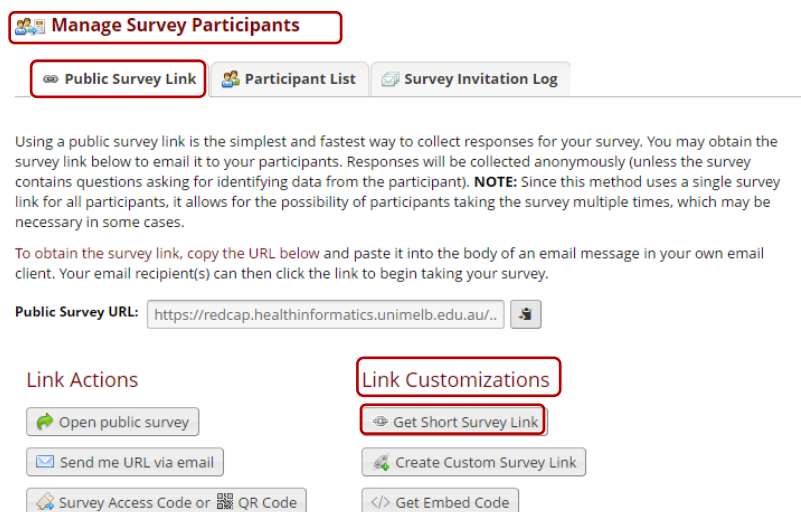 Manage Survey Participants
Public Survey Link
Participant List
Survey Invitation Log
Using a public survey link is the simplest and fastest way to collect responses for your survey. You may obtain the
survey link below to email it to your participants. Responses will be collected anonymously (unless the survey
contains questions asking for identifying data from the participant). NOTE: Since this method uses a single survey
link for all participants, it allows for the possibility of participants taking the survey multiple times, which may be
necessary in some cases.
To obtain the survey link, copy the URL below and paste it into the body of an email message in your own email
client. Your email recipient(s) can then click the link to begin taking your survey.
Public Survey URL: https://redcap.healthinformatics.unimelb.edu.au/..
Link Actions
Open public survey
Send me URL via email
Survey Access Code or QR Code
Link Customizations
Get Short Survey Link
Create Custom Survey Link
</> Get Embed Code